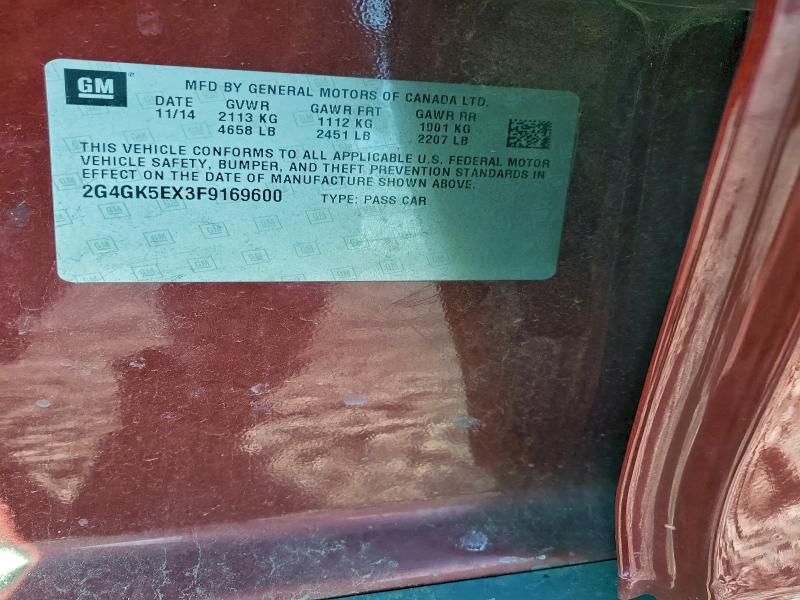 GM
MFD BY GENERAL MOTORS OF CANADA LTD.
DATE GVWR GAWR FRT GAWR RR
11/14 2113 KG 1112 KG 1001 KG
4658 LB 2451 LB 2207 LB
THIS VEHICLE CONFORMS TO ALL APPLICABLE U.S. FEDERAL MOTOR
VEHICLE SAFETY, BUMPER, AND THEFT PREVENTION STANDARDS IN
EFFECT ON THE DATE OF MANUFACTURE SHOWN ABOVE.
2G4GK5EX3F9169600 TYPE: PASS CAR